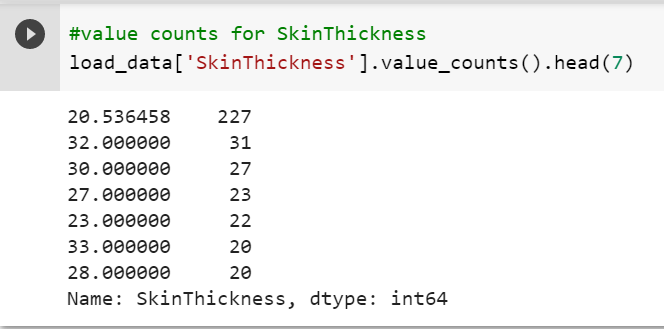 #value counts for SkinThickness
load_data['SkinThickness'].value_counts().head(7)
20.536458    227
32.000000     31
30.000000     27
27.000000     23
23.000000     22
33.000000     20
28.000000     20
Name: SkinThickness, dtype: int64